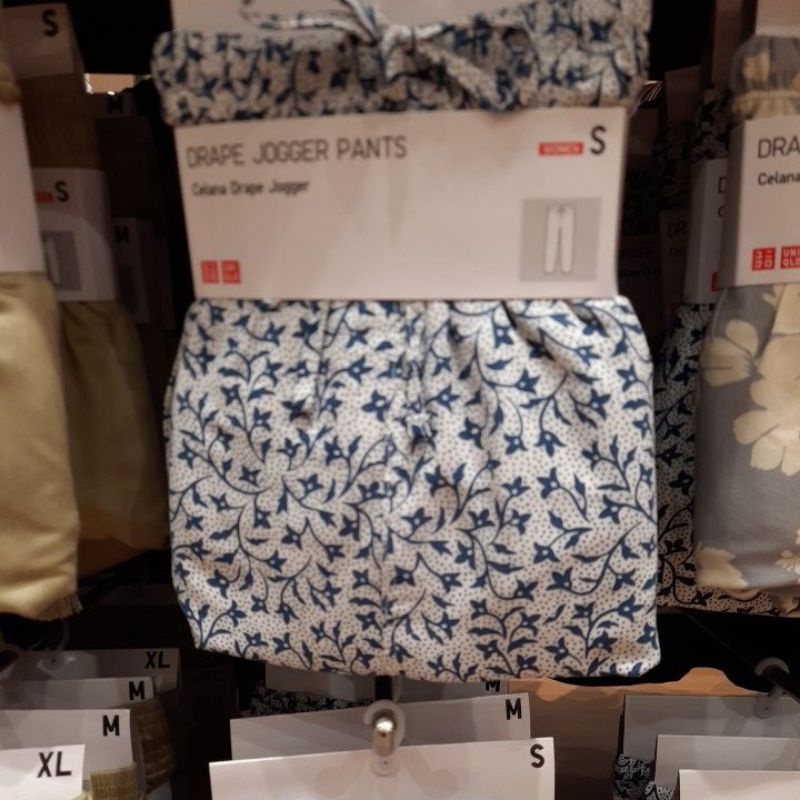 S
M
S
M
DRAPE JOGGER PANTS
WOMEN S
Celana Drape Jogger
UNI
QLO
DRA
Celana
UNI
QLO
XL
M
M
XL
M
M
S